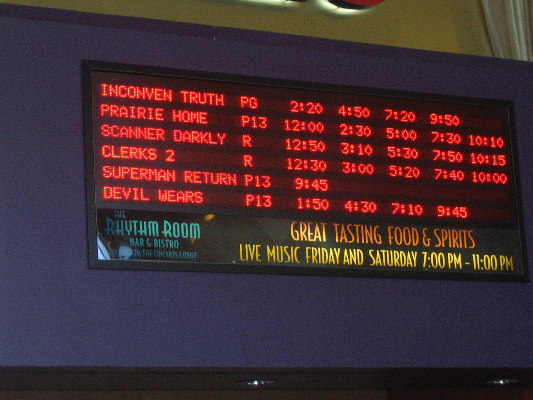 INCONVEN TRUTH PG 2:20 4:50 7:20 9:50
PRAIRIE HOME P13 12:00 2:30 5:00 7:30 10:10
SCANNER DARKLY R 12:50 3:10 5:30 7:50 10:15
CLERKS 2 R 12:30 3:00 5:20 7:40 10:00
SUPERMAN RETURN P13 9:45
DEVIL WEARS P13 1:50 4:30 7:10 9:45
THE
RHYTHM ROOM
BAR & BISTRO
IN THE CINEARTS LOBBY
GREAT TASTING FOOD & SPIRITS
LIVE MUSIC FRIDAY AND SATURDAY 7:00 PM - 11:00 PM